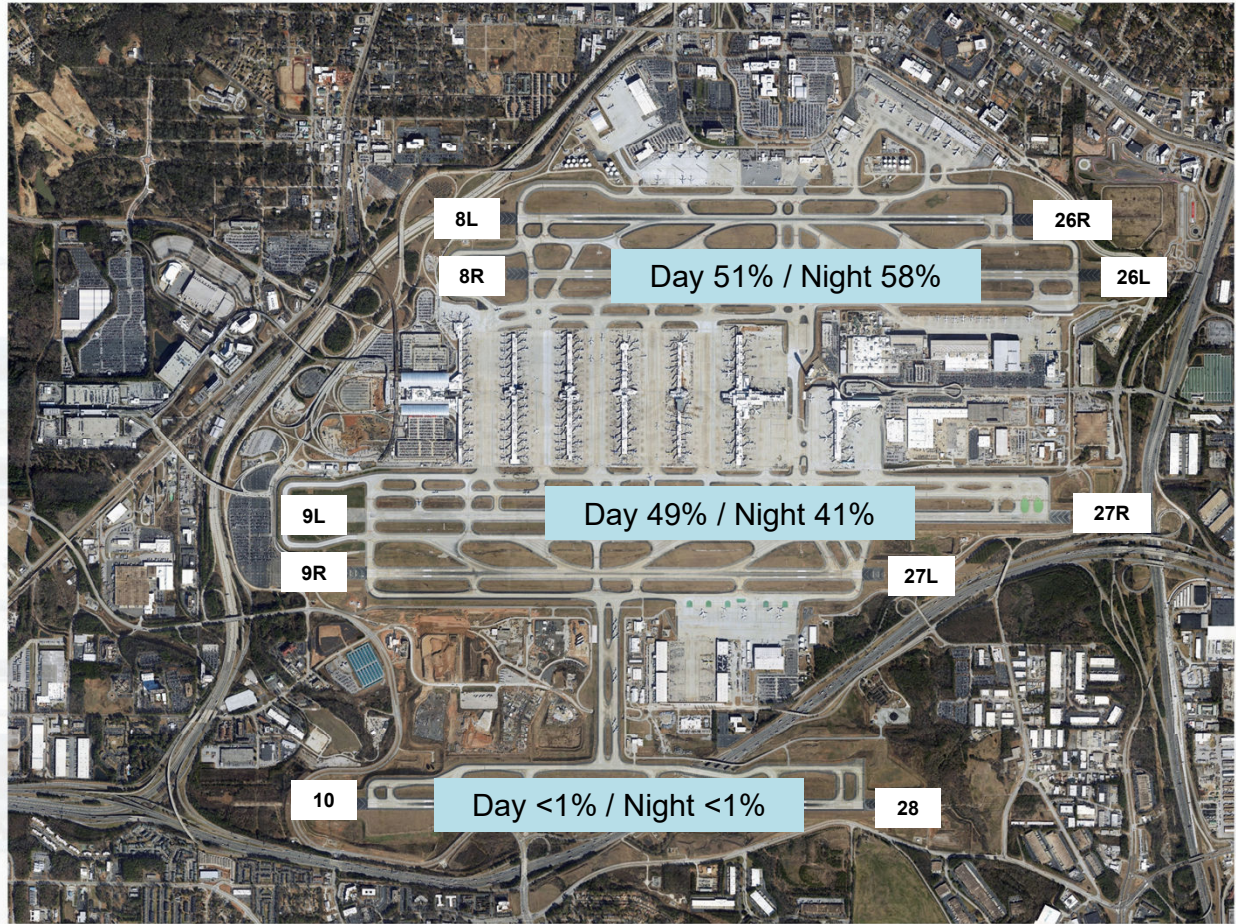 8L
26R
8R
Day 51% / Night 58%
26L
9L
Day 49% / Night 41%
27R
9R
27L
10
Day <1% / Night <1%
28